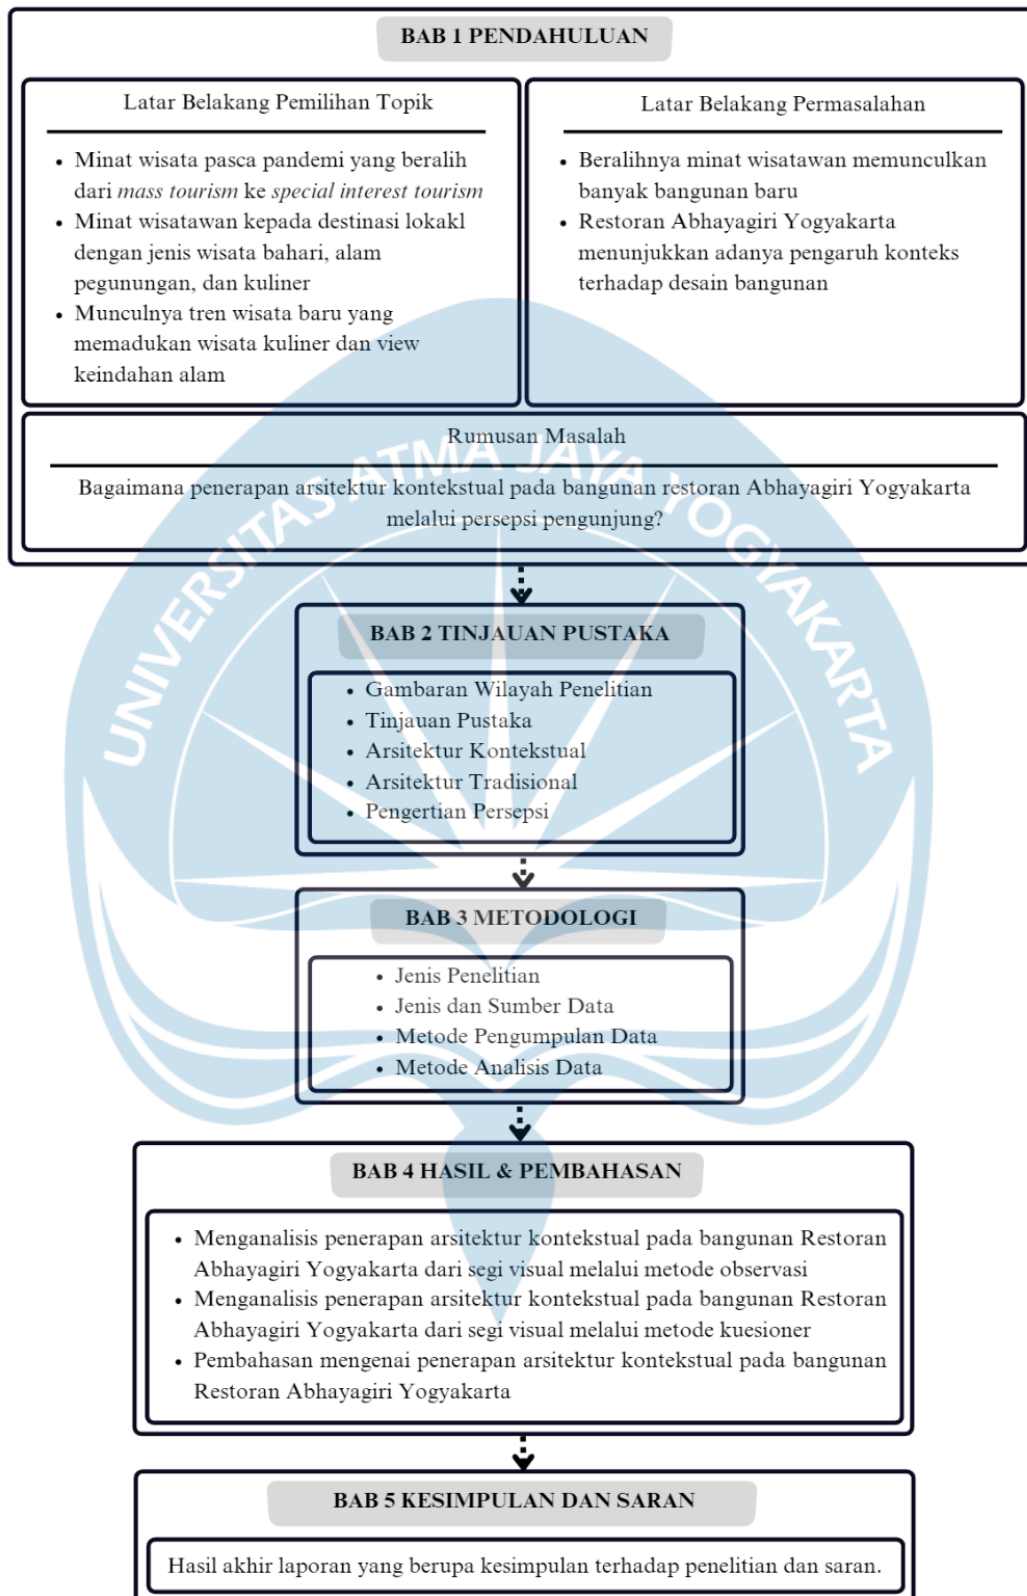 BAB 1 PENDAHULUAN
Latar Belakang Pemilihan Topik
• Minat wisata pasca pandemi yang beralih
dari mass tourism ke special interest tourism
• Minat wisatawan kepada destinasi lokakl
dengan jenis wisata bahari, alam
pegunungan, dan kuliner
• Munculnya tren wisata baru yang
memadukan wisata kuliner dan view
keindahan alam
Latar Belakang Permasalahan
• Beralihnya minat wisatawan memunculkan
banyak bangunan baru
• Restoran Abhayagiri Yogyakarta
menunjukkan adanya pengaruh konteks
terhadap desain bangunan
Rumusan Masalah
Bagaimana penerapan arsitektur kontekstual pada bangunan restoran Abhayagiri Yogyakarta
melalui persepsi pengunjung?
UNIVERSITAS ATMA JAYA YOGYAKARTA
BAB 2 TINJAUAN PUSTAKA
• Gambaran Wilayah Penelitian
• Tinjauan Pustaka
• Arsitektur Kontekstual
• Arsitektur Tradisional
• Pengertian Persepsi
BAB 3 METODOLOGI
• Jenis Penelitian
• Jenis dan Sumber Data
• Metode Pengumpulan Data
• Metode Analisis Data
BAB 4 HASIL & PEMBAHASAN
• Menganalisis penerapan arsitektur kontekstual pada bangunan Restoran
Abhayagiri Yogyakarta dari segi visual melalui metode observasi
• Menganalisis penerapan arsitektur kontekstual pada bangunan Restoran
Abhayagiri Yogyakarta dari segi visual melalui metode kuesioner
• Pembahasan mengenai penerapan arsitektur kontekstual pada bangunan
Restoran Abhayagiri Yogyakarta
BAB 5 KESIMPULAN DAN SARAN
Hasil akhir laporan yang berupa kesimpulan terhadap penelitian dan saran.